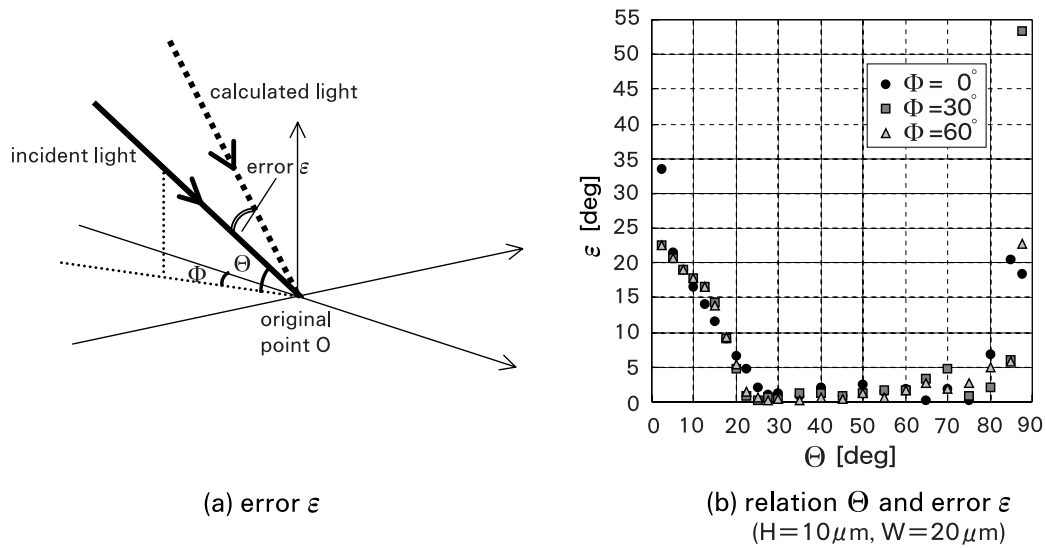 calculated light
incident light
error ε
Φ
Θ
original
point O
(a) error ε
55
50
45
40
35
30
25
20
15
10
5
0
ε [deg]
Φ= 0°
Φ=30°
Φ=60°
0 10 20 30 40 50 60 70 80 90
Θ [deg]
(b) relation Θ and error ε
(H=10μm, W=20μm)